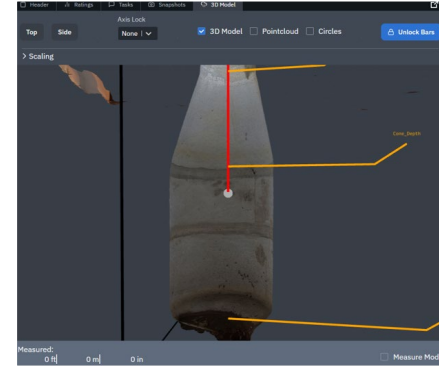 Header Ratings Tasks Snapshots 3D Model
Axis Lock
Top Side None 3D Model Pointcloud Circles Unlock Bars
Scaling
Cone_Depth
Measured:
0 ft 0 m 0 in Measure Mod